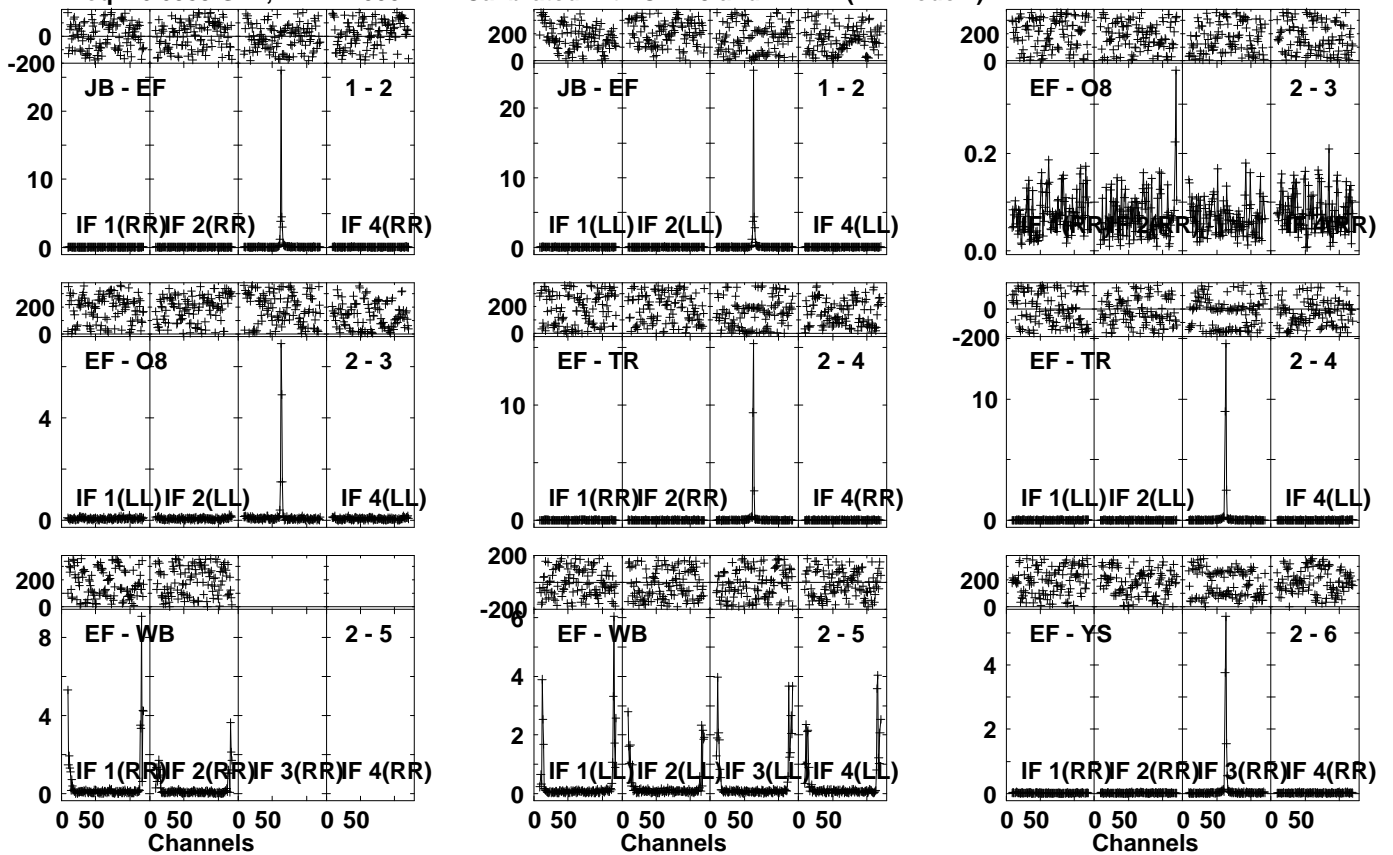 0
-200
JB - EF 1 - 2
20
10
0
IF 1(RR) IF 2(RR) IF 4(RR)
200
0
JB - EF 1 - 2
20
10
0
IF 1(LL) IF 2(LL) IF 4(LL)
200
0
EF - O8 2 - 3
0.2
0.0
IF 1(RR) IF 2(RR) IF 4(RR)
200
0
EF - O8 2 - 3
4
0
IF 1(LL) IF 2(LL) IF 4(LL)
200
0
EF - TR 2 - 4
10
0
IF 1(RR) IF 2(RR) IF 4(RR)
0
-200
EF - TR 2 - 4
10
0
IF 1(LL) IF 2(LL) IF 4(LL)
200
0
EF - WB 2 - 5
8
4
0
IF 1(RR) IF 2(RR) IF 3(RR) IF 4(RR)
0 50 0 50 0 50 0 50
Channels
200
-200
6
EF - WB 2 - 5
4
2
0
IF 1(LL) IF 2(LL) IF 3(LL) IF 4(LL)
0 50 0 50 0 50 0 50
Channels
200
0
EF - YS 2 - 6
4
2
0
IF 1(RR) IF 2(RR) IF 3(RR) IF 4(RR)
0 50 0 50 0 50 0 50
Channels